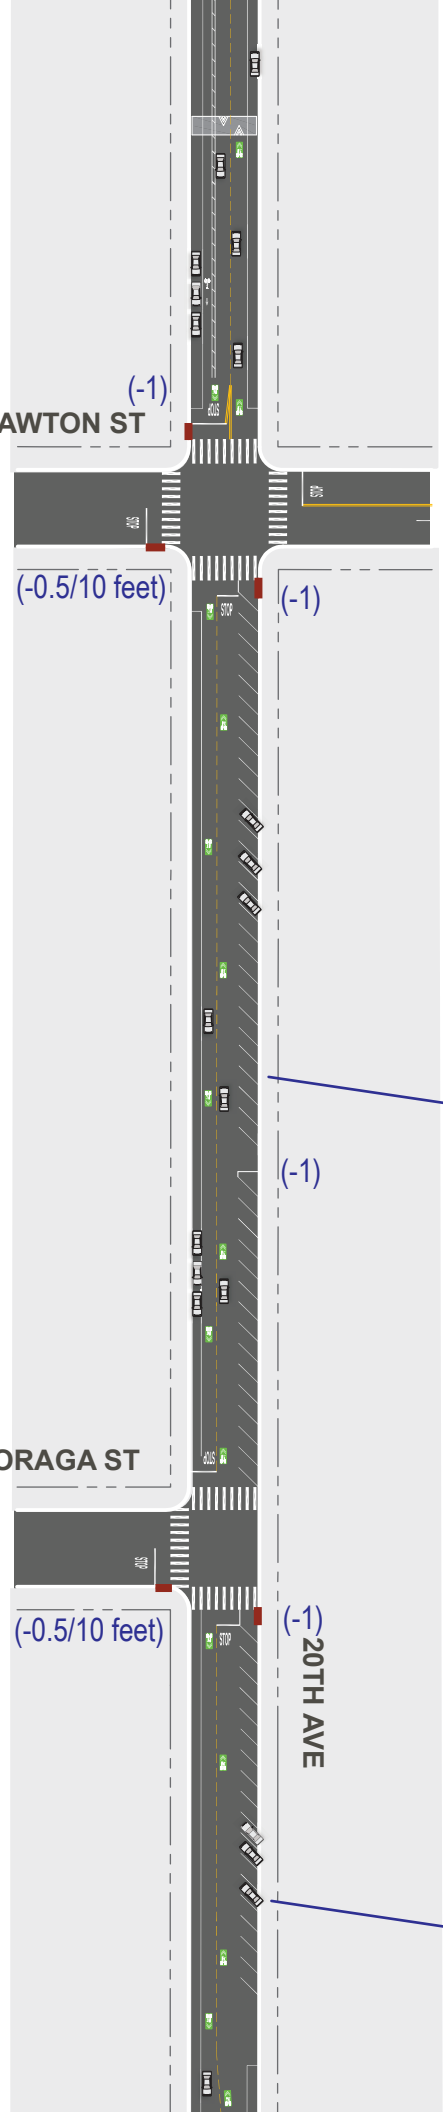 (-1)
AWTON ST
STOP
STOP
STOP
(-0.5/10 feet)
(-1)
STOP
(-1)
ORAGA ST
STOP
STOP
(-0.5/10 feet)
(-1)
STOP
20TH AVE